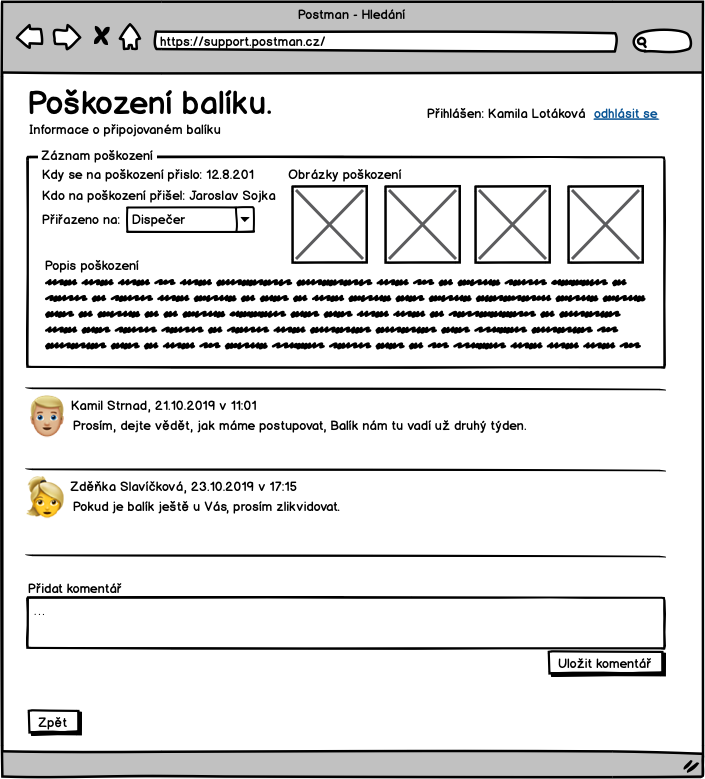 Postman - Hledání
https://support.postman.cz/
Poškození balíku.
Přihlášen: Kamila Lotáková odhlásit se
Informace o připojovaném balíku
Záznam poškození
Kdy se na poškození přislo: 12.8.201
Obrázky poškození
Kdo na poškození přišel: Jaroslav Sojka
Přiřazeno na: Dispečer
Popis poškození
Kamil Strnad, 21.10.2019 v 11:01
Prosím, dejte vědět, jak máme postupovat, Balík nám tu vadí už druhý týden.
Zděňka Slavíčková, 23.10.2019 v 17:15
Pokud je balík ještě u Vás, prosím zlikvidovat.
Přidat komentář
...
Uložit komentář
Zpět